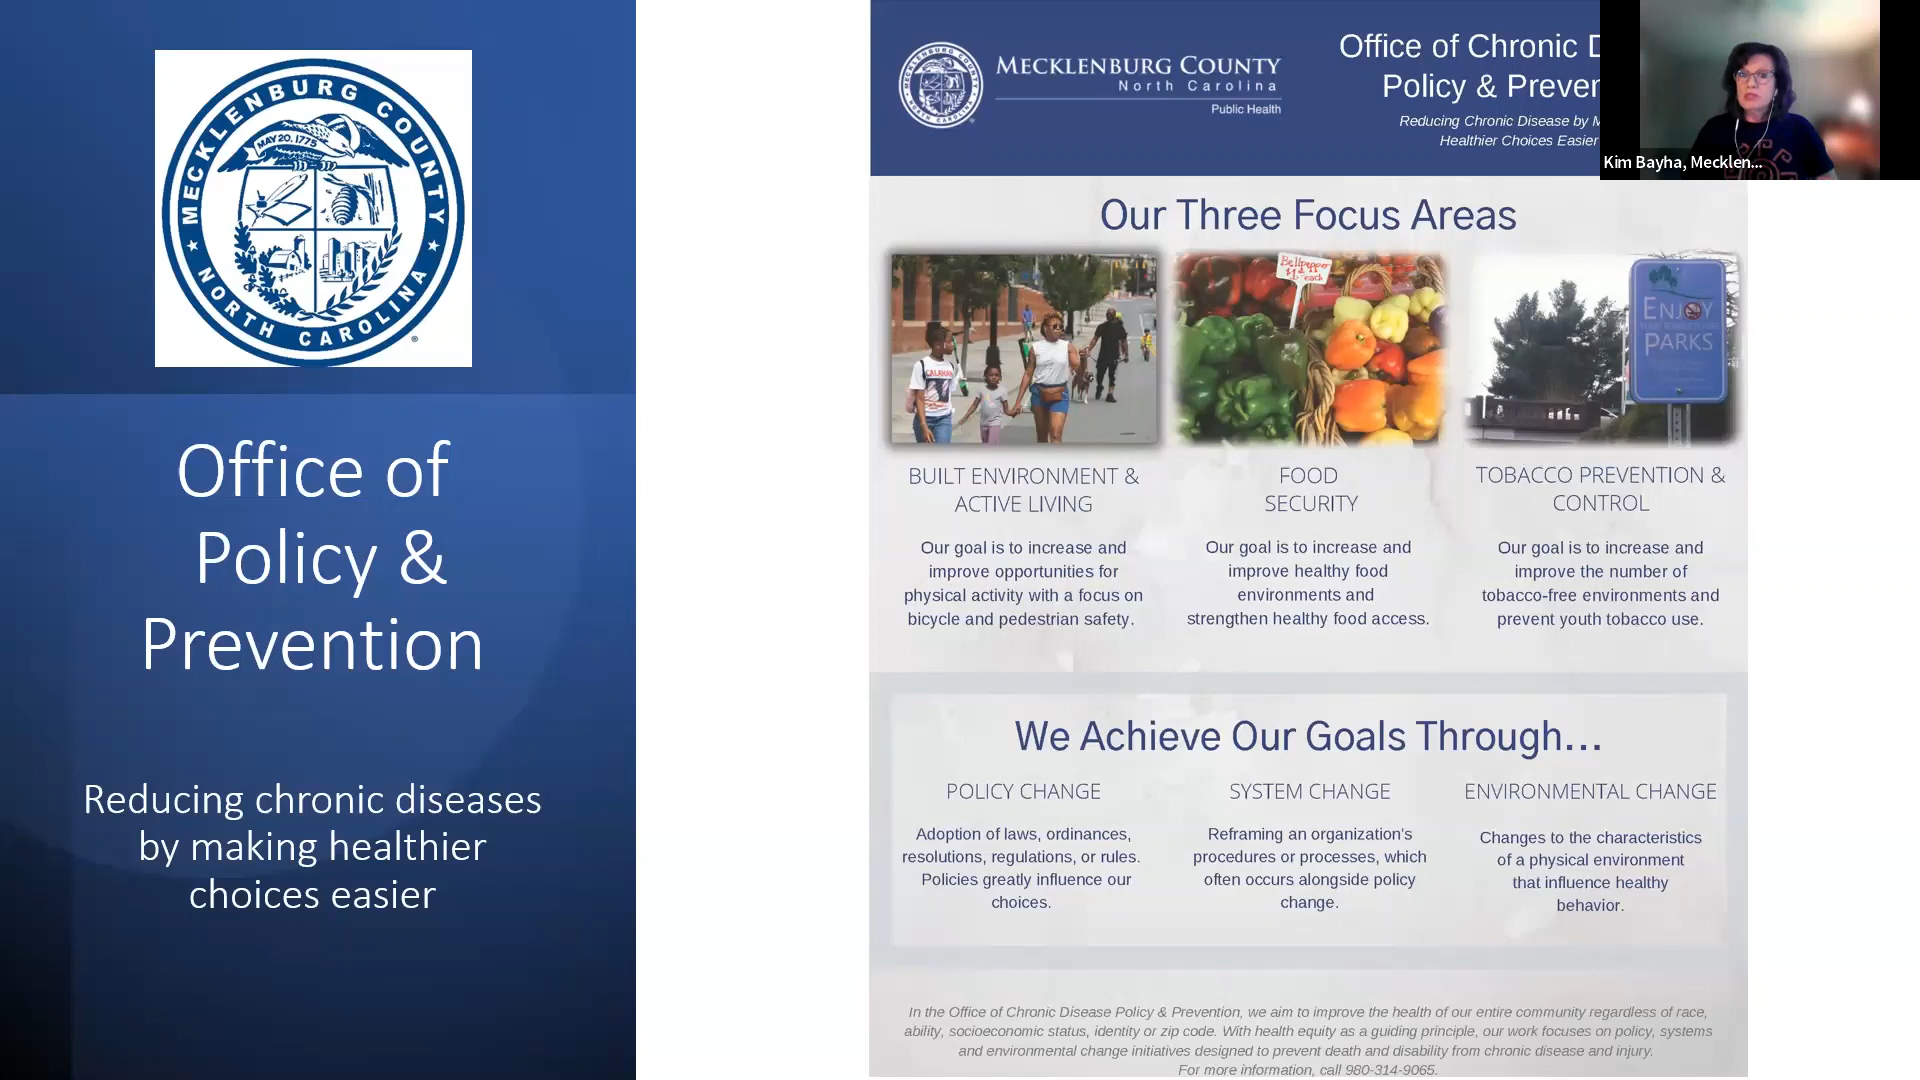 MECKLENBURG COUNTY
MAY 20, 1775
NORTH CAROLINA
Office of
Policy &
Prevention
Reducing chronic diseases
by making healthier
choices easier
MECKLENBURG COUNTY
North Carolina
Public Health
Office of Chronic D
Policy & Preven
Reducing Chronic Disease by M
Healthier Choices Easier
Kim Bayha, Mecklen...
Our Three Focus Areas
Bellpepper
$1 each
ENJOY
PARKS
BUILT ENVIRONMENT &
ACTIVE LIVING
Our goal is to increase and
improve opportunities for
physical activity with a focus on
bicycle and pedestrian safety.
FOOD
SECURITY
Our goal is to increase and
improve healthy food
environments and
strengthen healthy food access.
TOBACCO PREVENTION &
CONTROL
Our goal is to increase and
improve the number of
tobacco-free environments and
prevent youth tobacco use.
We Achieve Our Goals Through...
POLICY CHANGE
Adoption of laws, ordinances,
resolutions, regulations, or rules.
Policies greatly influence our
choices.
SYSTEM CHANGE
Reframing an organization's
procedures or processes, which
often occurs alongside policy
change.
ENVIRONMENTAL CHANGE
Changes to the characteristics
of a physical environment
that influence healthy
behavior.
In the Office of Chronic Disease Policy & Prevention, we aim to improve the health of our entire community regardless of race,
ability, socioeconomic status, identity or zip code. With health equity as a guiding principle, our work focuses on policy, systems
and environmental change initiatives designed to prevent death and disability from chronic disease and injury.
For more information, call 980-314-9065.